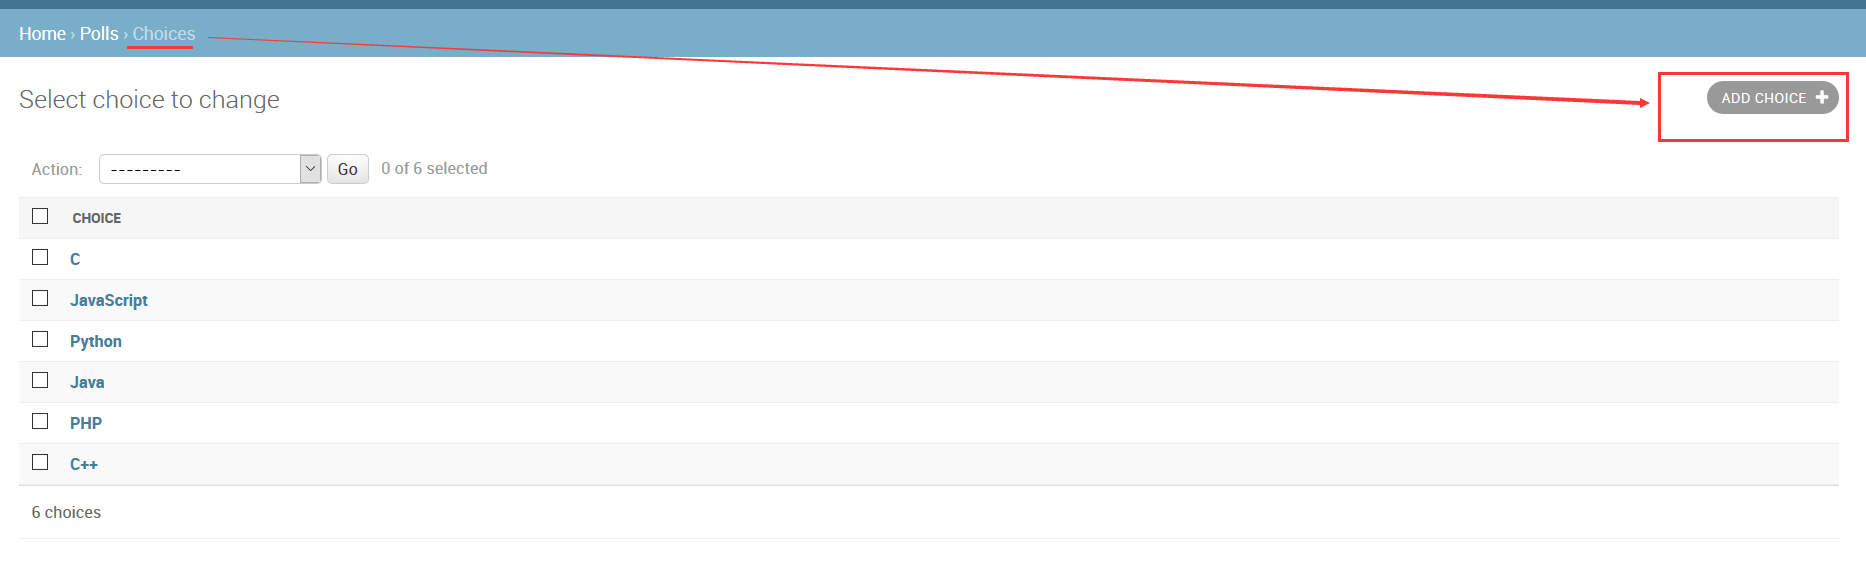 Home › Polls › Choices
Select choice to change
ADD CHOICE +
Action: --------- Go 0 of 6 selected
CHOICE
C
JavaScript
Python
Java
PHP
C++
6 choices